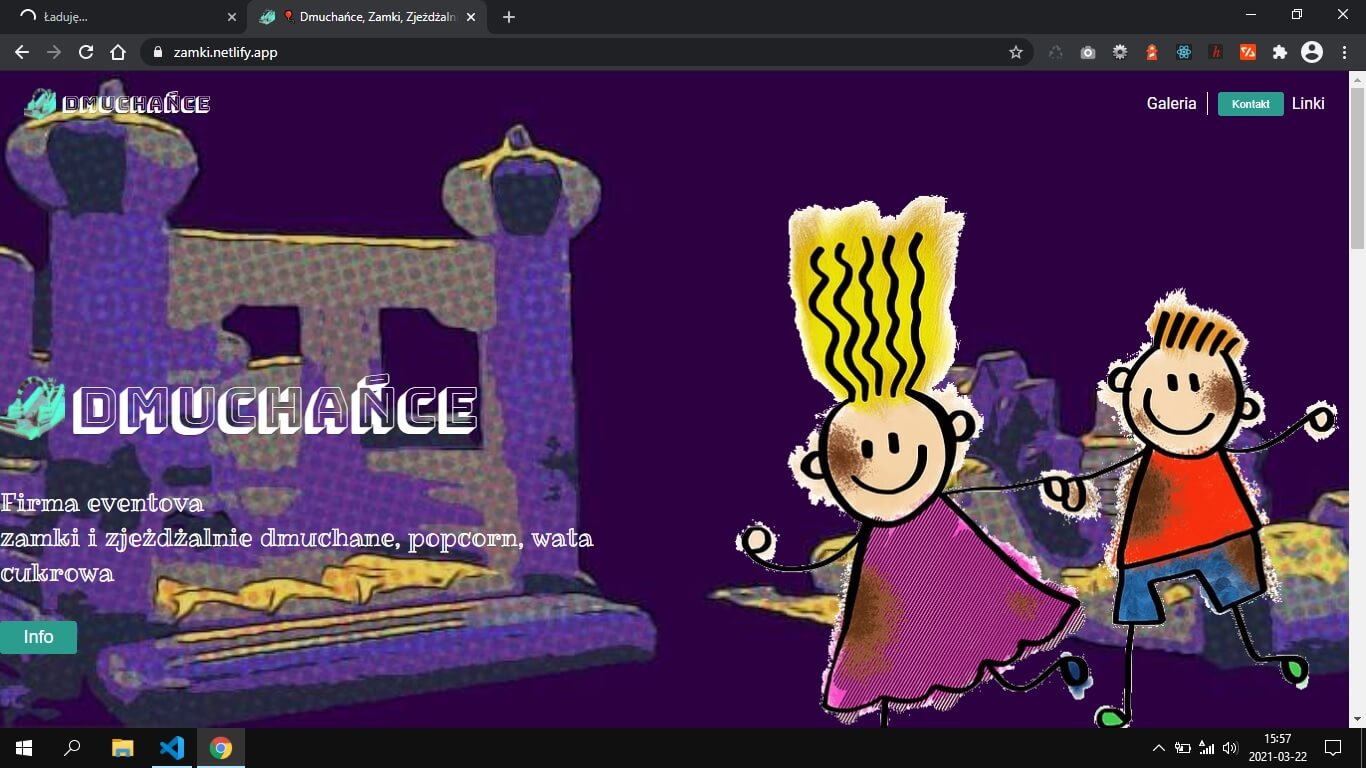 Ładuję...
Dmuchańce, Zamki, Zjeżdżaln
zamki.netlify.app
DMUCHAŃCE
Galeria
Kontakt
Linki
DMUCHAŃCE
Firma eventova
zamki i zjeżdżalnie dmuchane, popcorn, wata
cukrowa
Info
15:57
2021-03-22